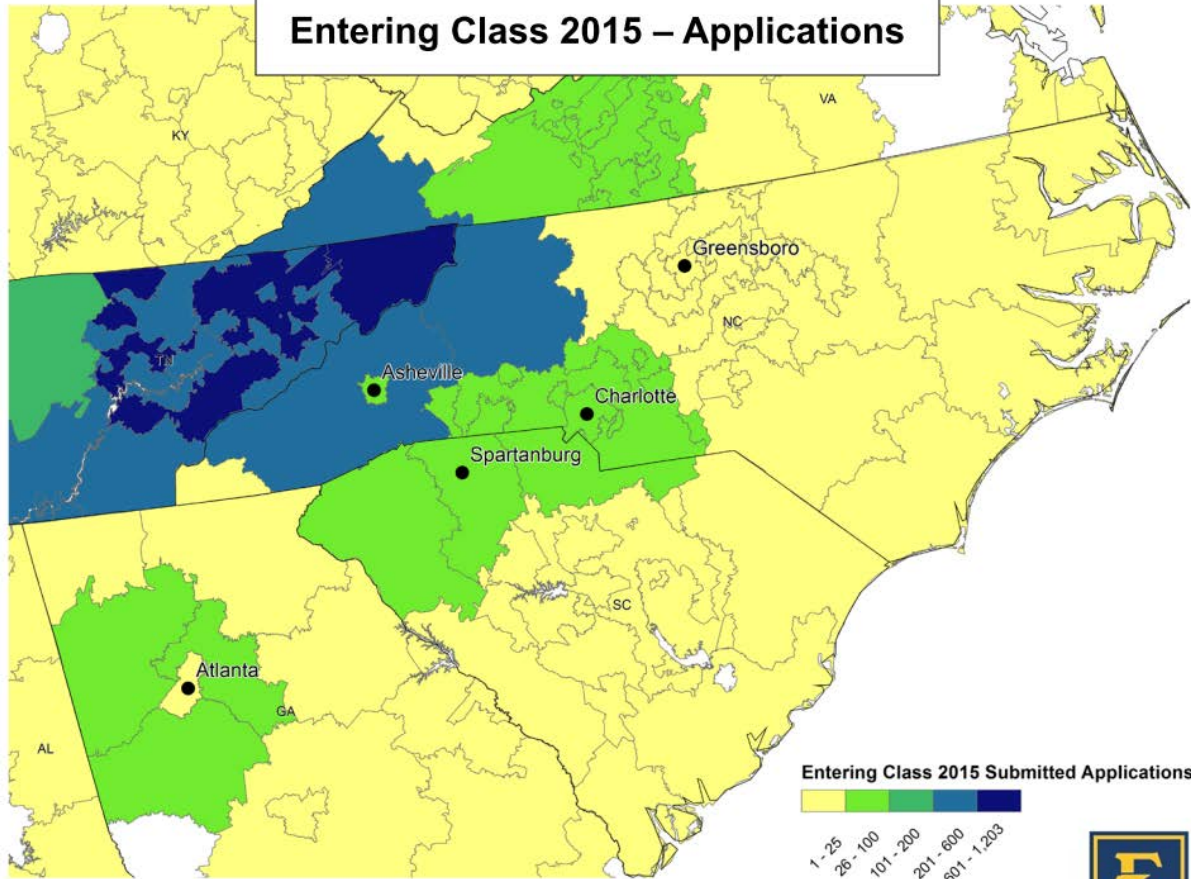 Entering Class 2015 – Applications
VA
KY
Greensboro
NC
TN
Asheville
Charlotte
Spartanburg
SC
Atlanta
GA
AL
Entering Class 2015 Submitted Applications
1 - 25
26 - 100
101 - 200
201 - 600
601 - 1,203
E